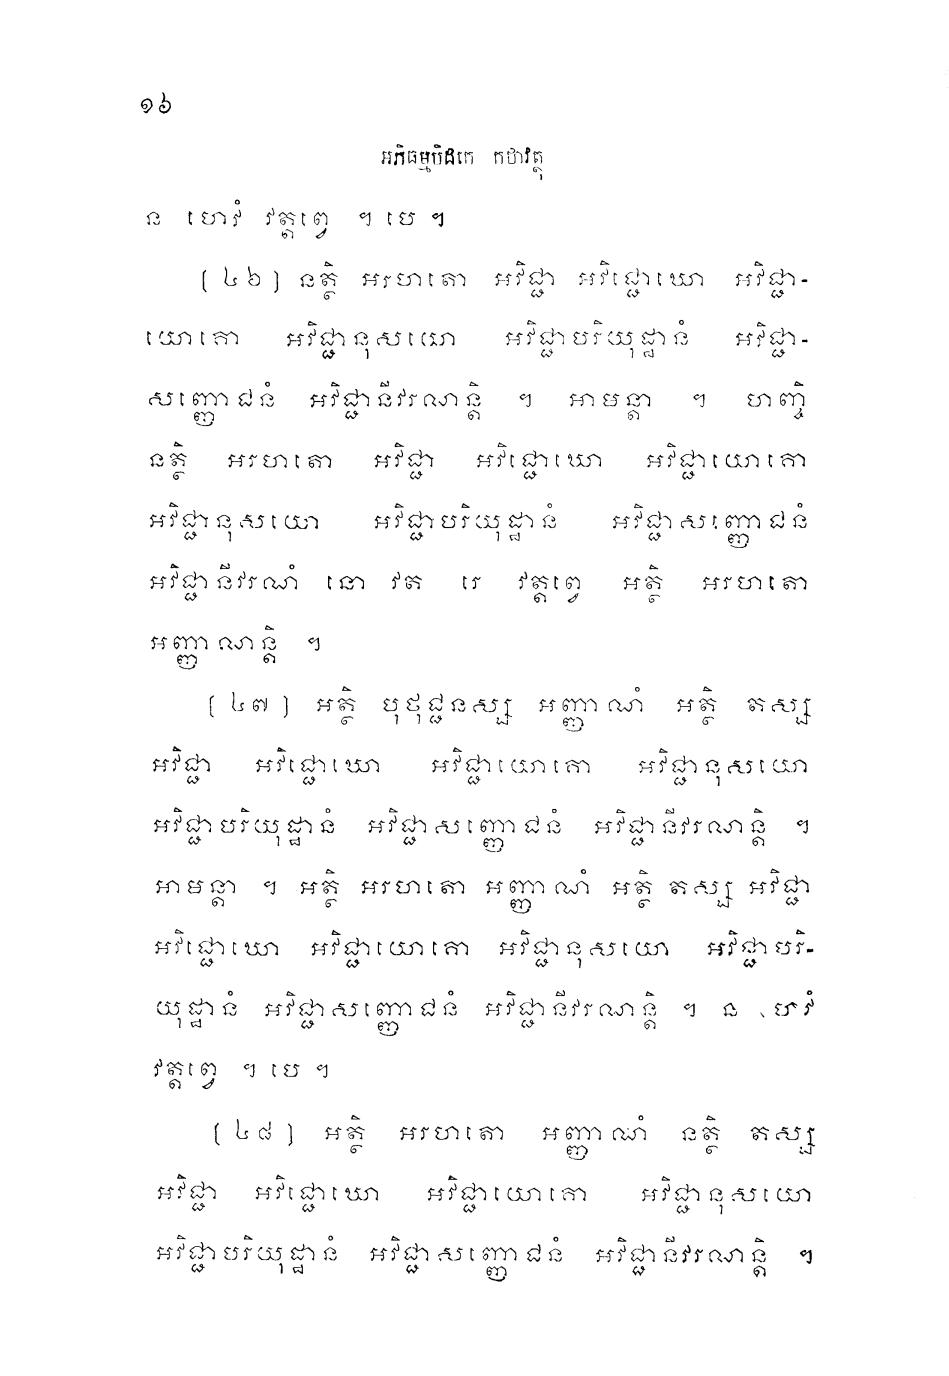 ១៦
អភិធម្មបិដកេ កថាវត្ថុ
ន ហេវំ វត្តព្វេ ។ បេ ។
(៤៦) នត្ថិ អរហតោ អវិជ្ជា អវិជ្ជោឃោ អវិជ្ជា-
យោគោ អវិជ្ជានុសយោ អវិជ្ជាបរិយុដ្ឋានំ អវិជ្ជា-
សញ្ញោជនំ អវិជ្ជានីវរណន្តិ ។ អាមន្តា ។ ហញ្ចិ
នត្ថិ អរហតោ អវិជ្ជា អវិជ្ជោឃោ អវិជ្ជាយោគោ
អវិជ្ជានុសយោ អវិជ្ជាបរិយុដ្ឋានំ អវិជ្ជាសញ្ញោជនំ
អវិជ្ជានីវរណំ នោ វត រេ វត្តព្វេ អត្ថិ អរហតោ
អញ្ញាណន្តិ ។
(៤៧) អត្ថិ បុថុជ្ជនស្ស អញ្ញាណំ អត្ថិ តស្ស
អវិជ្ជា អវិជ្ជោឃោ អវិជ្ជាយោគោ អវិជ្ជានុសយោ
អវិជ្ជាបរិយុដ្ឋានំ អវិជ្ជាសញ្ញោជនំ អវិជ្ជានីវរណន្តិ ។
អាមន្តា ។ អត្ថិ អរហតោ អញ្ញាណំ អត្ថិ តស្ស អវិជ្ជា
អវិជ្ជោឃោ អវិជ្ជាយោគោ អវិជ្ជានុសយោ អវិជ្ជាបរិ-
យុដ្ឋានំ អវិជ្ជាសញ្ញោជនំ អវិជ្ជានីវរណន្តិ ។ ន ហេវំ
វត្តព្វេ ។ បេ ។
(៤៨) អត្ថិ អរហតោ អញ្ញាណំ នត្ថិ តស្ស
អវិជ្ជា អវិជ្ជោឃោ អវិជ្ជាយោគោ អវិជ្ជានុសយោ
អវិជ្ជាបរិយុដ្ឋានំ អវិជ្ជាសញ្ញោជនំ អវិជ្ជានីវរណន្តិ ។